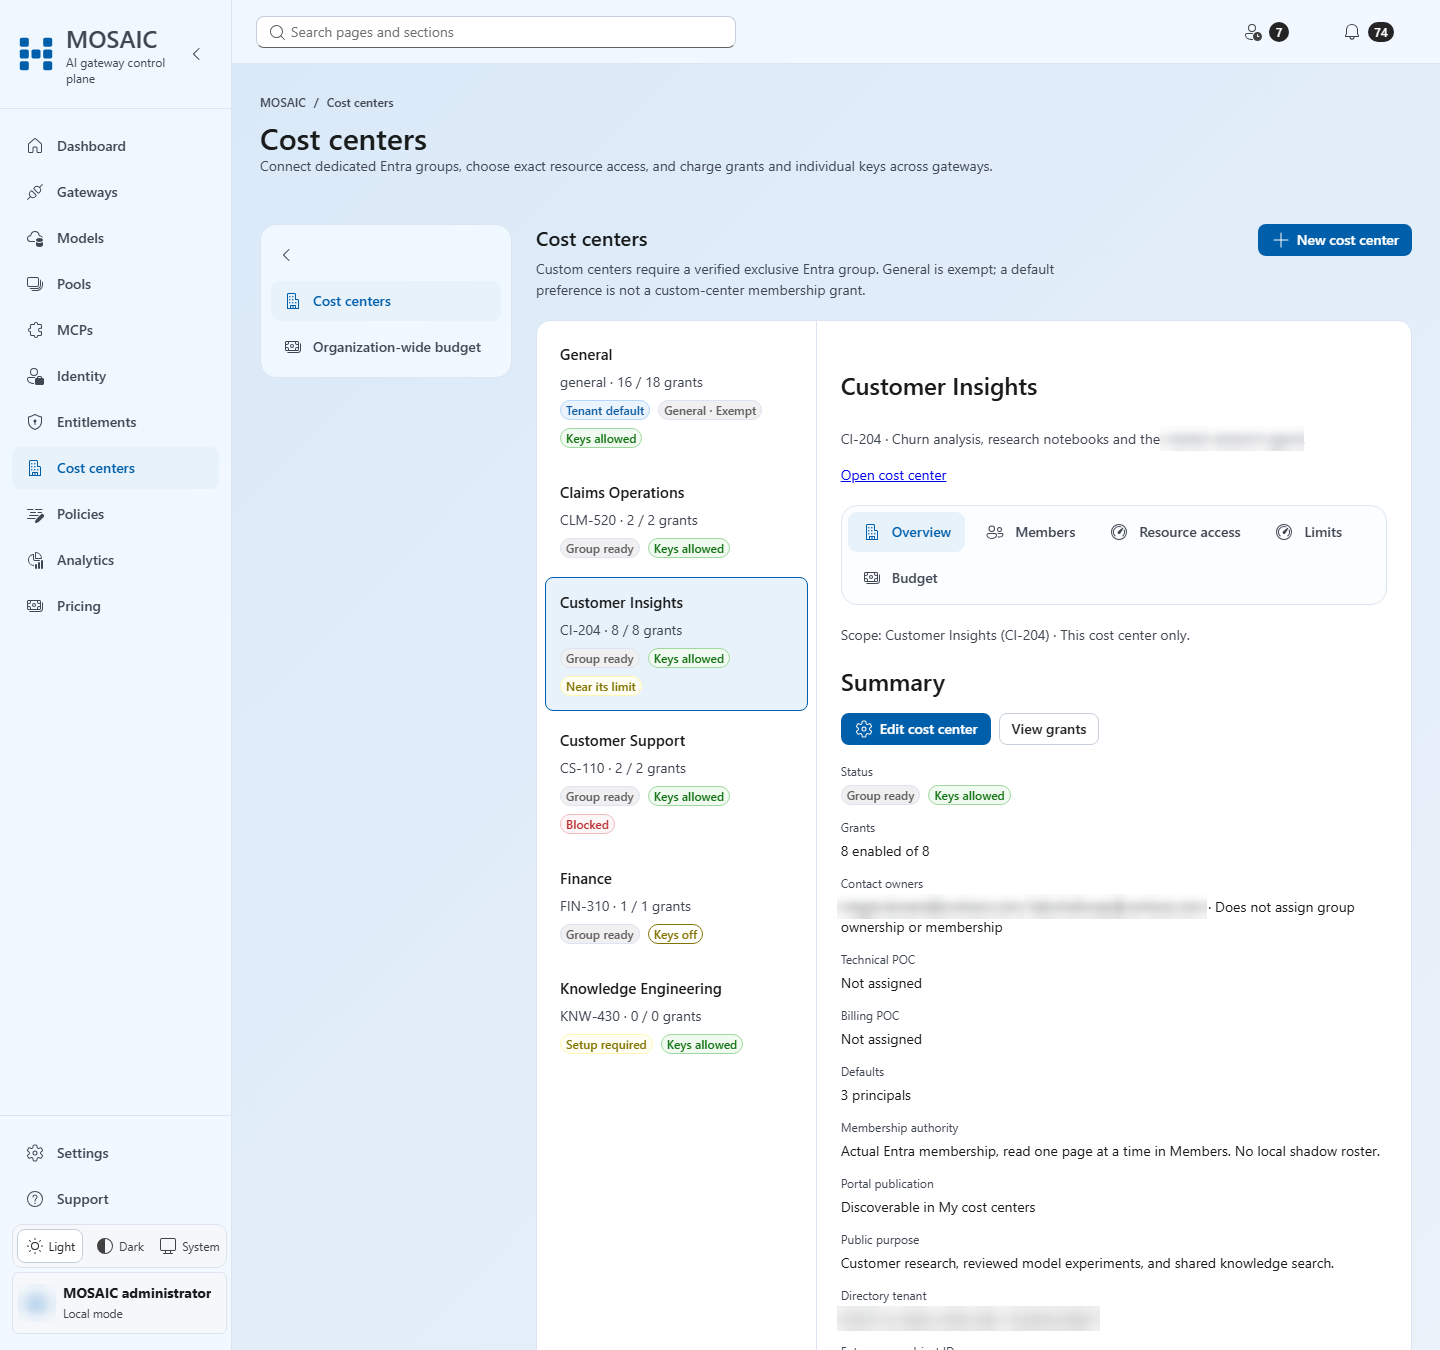 MOSAIC
AI gateway control
plane
Search pages and sections
7
74
Dashboard
Gateways
Models
Pools
MCPs
Identity
Entitlements
Cost centers
Policies
Analytics
Pricing
Settings
Support
Light
Dark
System
MOSAIC administrator
Local mode
MOSAIC / Cost centers
Cost centers
Connect dedicated Entra groups, choose exact resource access, and charge grants and individual keys across gateways.
Cost centers
Organization-wide budget
Cost centers
Custom centers require a verified exclusive Entra group. General is exempt; a default
preference is not a custom-center membership grant.
New cost center
General
general · 16 / 18 grants
Tenant default General · Exempt
Keys allowed
Claims Operations
CLM-520 · 2 / 2 grants
Group ready Keys allowed
Customer Insights
CI-204 · 8 / 8 grants
Group ready Keys allowed
Near its limit
Customer Support
CS-110 · 2 / 2 grants
Group ready Keys allowed
Blocked
Finance
FIN-310 · 1 / 1 grants
Group ready Keys off
Knowledge Engineering
KNW-430 · 0 / 0 grants
Setup required Keys allowed
Customer Insights
CI-204 · Churn analysis, research notebooks and the
Open cost center
Overview Members Resource access Limits
Budget
Scope: Customer Insights (CI-204) · This cost center only.
Summary
Edit cost center View grants
Status
Group ready Keys allowed
Grants
8 enabled of 8
Contact owners
· Does not assign group
ownership or membership
Technical POC
Not assigned
Billing POC
Not assigned
Defaults
3 principals
Membership authority
Actual Entra membership, read one page at a time in Members. No local shadow roster.
Portal publication
Discoverable in My cost centers
Public purpose
Customer research, reviewed model experiments, and shared knowledge search.
Directory tenant